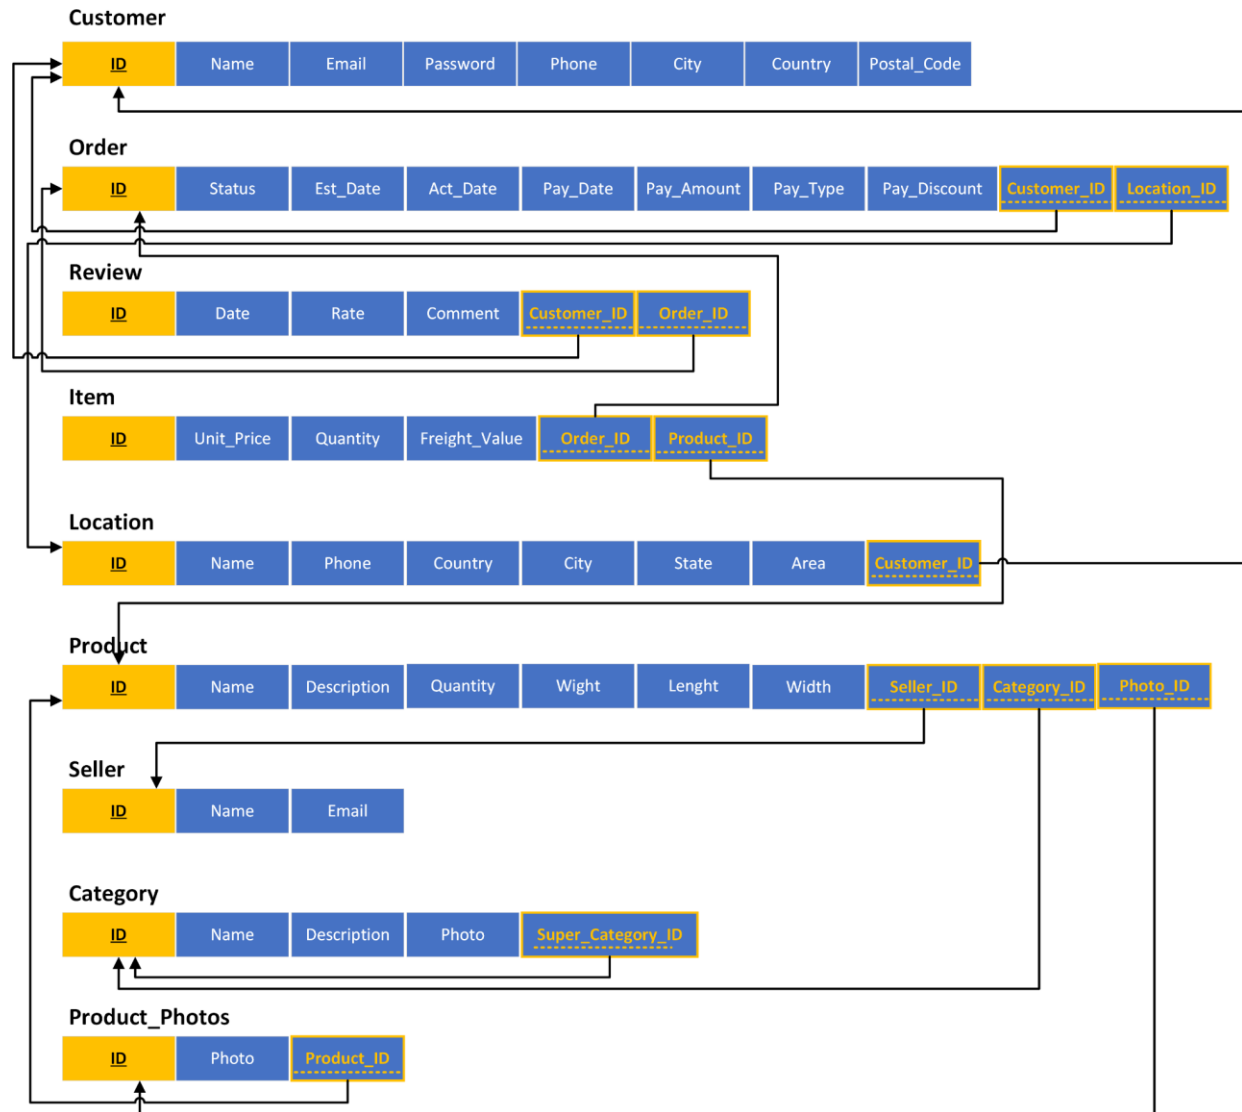 Customer
ID Name Email Password Phone City Country Postal_Code
Order
ID Status Est_Date Act_Date Pay_Date Pay_Amount Pay_Type Pay_Discount Customer_ID Location_ID
Review
ID Date Rate Comment Customer_ID Order_ID
Item
ID Unit_Price Quantity Freight_Value Order_ID Product_ID
Location
ID Name Phone Country City State Area Customer_ID
Product
ID Name Description Quantity Wight Lenght Width Seller_ID Category_ID Photo_ID
Seller
ID Name Email
Category
ID Name Description Photo Super_Category_ID
Product_Photos
ID Photo Product_ID